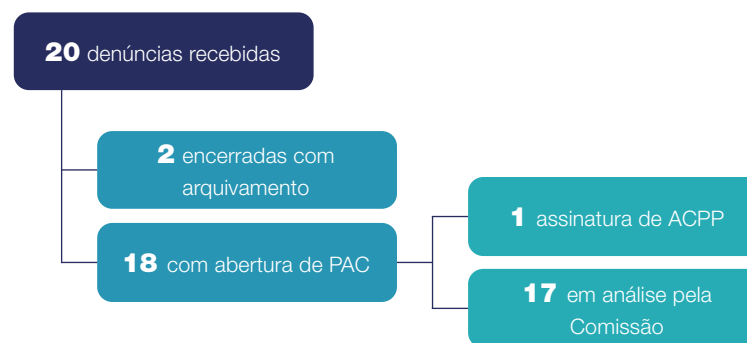 20 denúncias recebidas
2 encerradas com
arquivamento
18 com abertura de PAC
1 assinatura de ACPP
17 em análise pela
Comissão